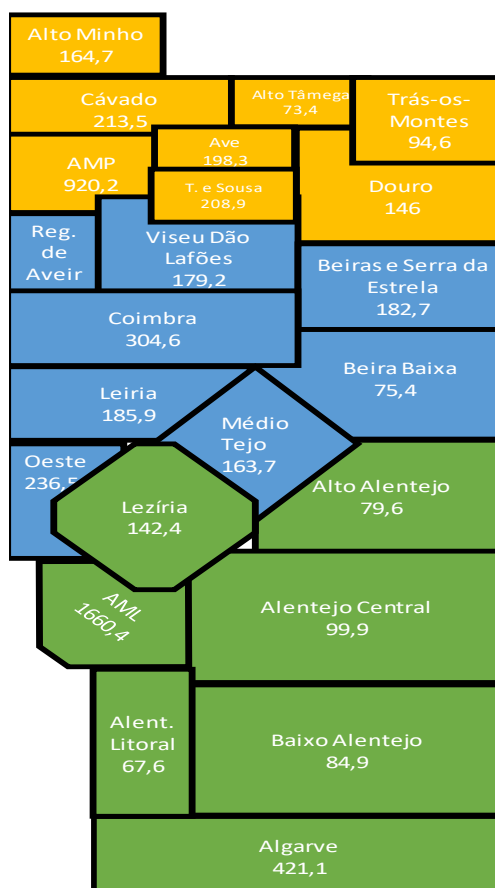 Alto Minho
164,7
Cávado
213,5
Alto Tâmega
73,4
Trás-os-
Montes
94,6
AMP
920,2
Ave
198,3
T. e Sousa
208,9
Douro
146
Reg.
de
Aveir
Viseu Dão
Lafões
179,2
Beiras e Serra da
Estrela
182,7
Coimbra
304,6
Beira Baixa
75,4
Leiria
185,9
Médio
Tejo
163,7
Oeste
236,5
Lezíria
142,4
Alto Alentejo
79,6
AML
1660,4
Alentejo Central
99,9
Alent.
Litoral
67,6
Baixo Alentejo
84,9
Algarve
421,1